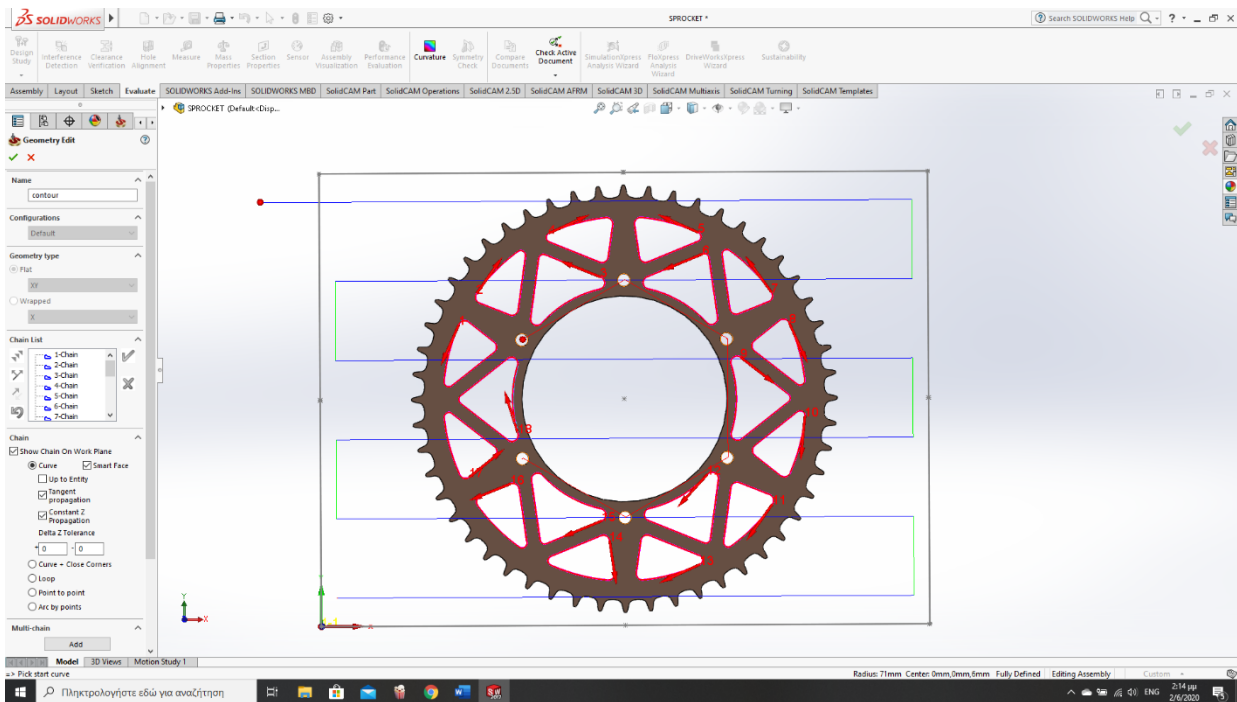 SOLIDWORKS
SPROCKET *
Search SOLIDWORKS Help
Design Study
Interference Detection
Clearance Verification
Hole Alignment
Measure
Mass Properties
Section Properties
Sensor
Assembly Visualization
Performance Evaluation
Curvature
Symmetry Check
Compare Documents
Check Active Document
SimulationXpress Analysis Wizard
FloXpress Analysis Wizard
DriveWorksXpress Wizard
Sustainability
Assembly Layout Sketch Evaluate SOLIDWORKS Add-Ins SOLIDWORKS MBD SolidCAM Part SolidCAM Operations SolidCAM 2.5D SolidCAM AFRM SolidCAM 3D SolidCAM Multiaxis SolidCAM Turning SolidCAM Templates
SPROCKET (Default<Disp...
Geometry Edit
Name
contour
Configurations
Default
Geometry type
Flat
XY
Wrapped
X
Chain List
1-Chain
2-Chain
3-Chain
4-Chain
5-Chain
6-Chain
7-Chain
Chain
Show Chain On Work Plane
Curve Smart Face
Up to Entity
Tangent propagation
Constant Z Propagation
Delta Z Tolerance
+ 0 - 0
Curve + Close Corners
Loop
Point to point
Arc by points
Multi-chain
Add
Y
X
Model 3D Views Motion Study 1
=> Pick start curve
Radius: 71mm Center: 0mm,0mm,6mm Fully Defined Editing Assembly Custom
Πληκτρολογήστε εδώ για αναζήτηση
ENG
2:14 μμ
2/6/2020